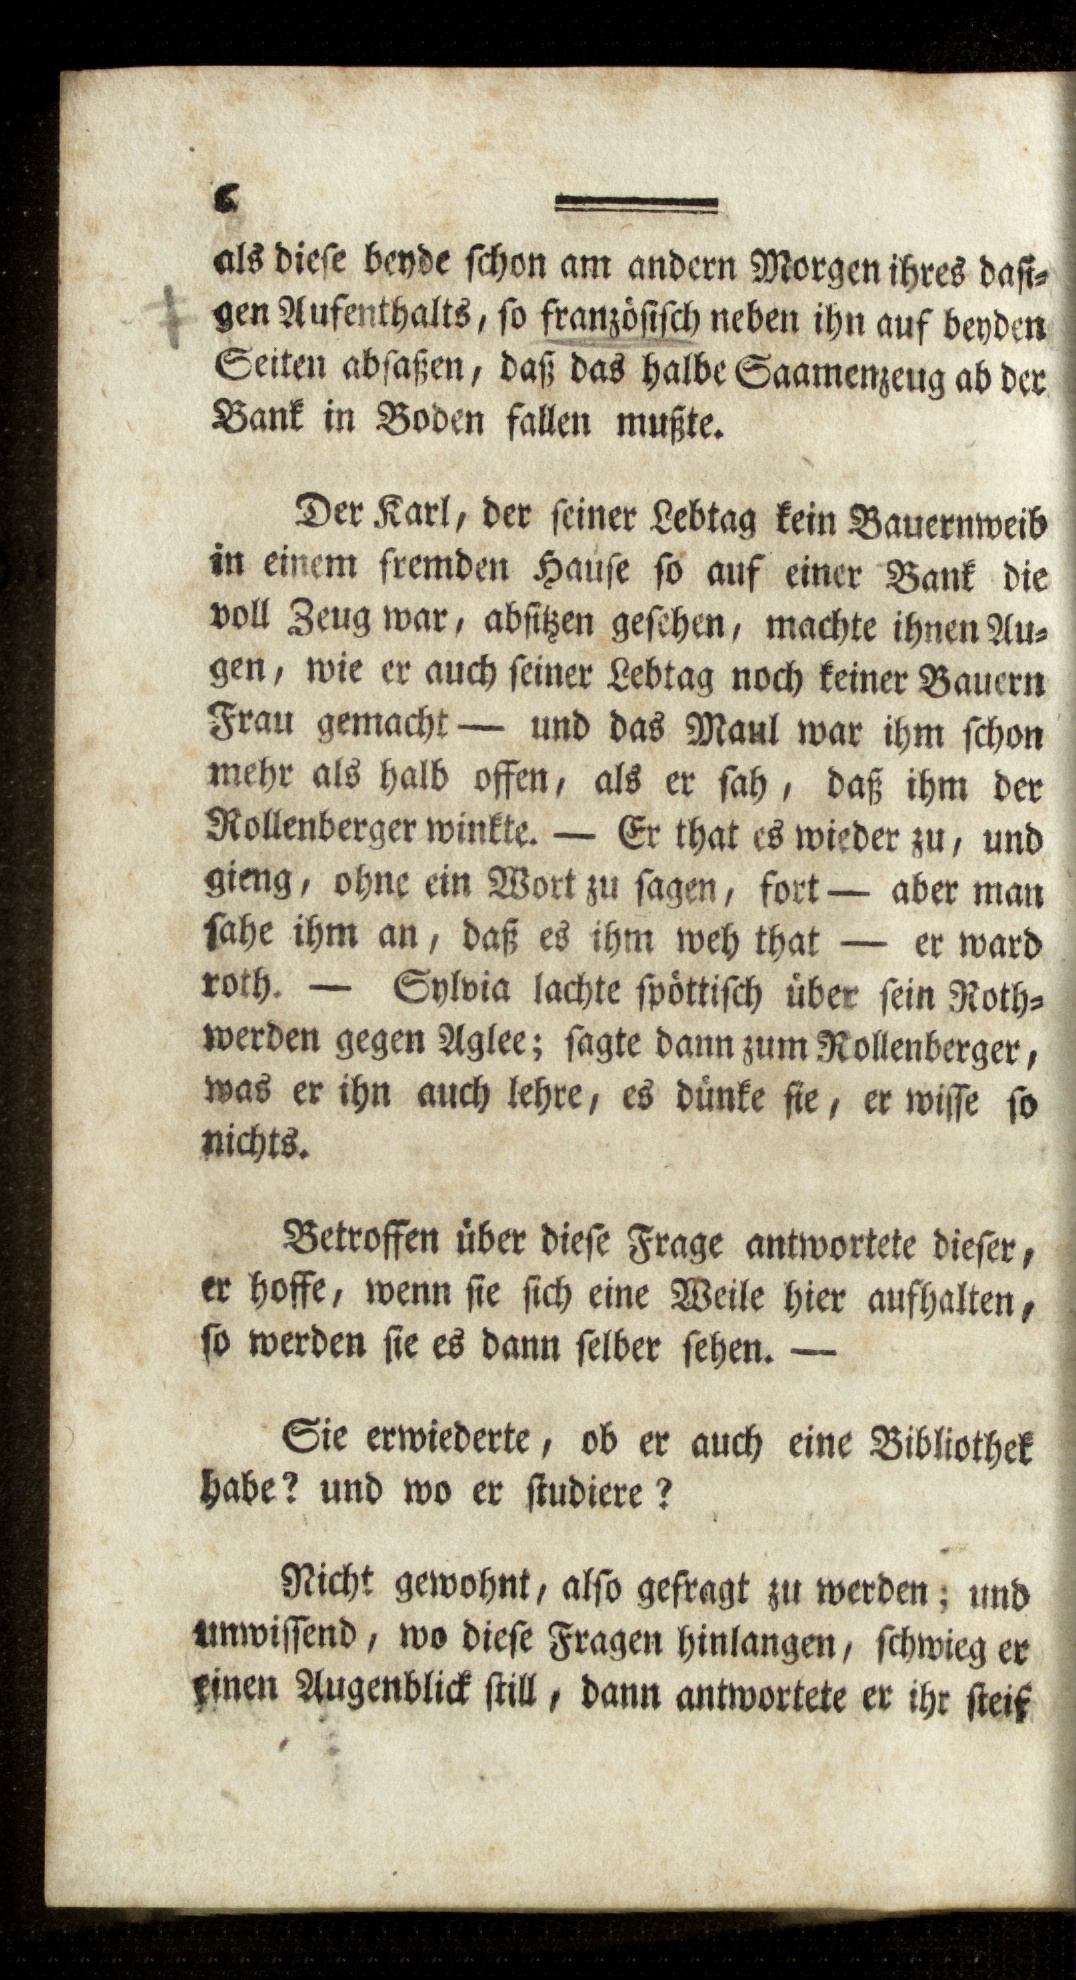 6
als diese beyde schon am andern Morgen ihres dasi-
gen Aufenthalts, so französisch neben ihn auf beyden
Seiten absaßen, daß das halbe Saamenzeug ab der
Bank in Boden fallen mußte.
Der Karl, der seiner Lebtag kein Bauernweib
in einem fremden Hause so auf einer Bank die
voll Zeug war, absitzen gesehen, machte ihnen Au-
gen, wie er auch seiner Lebtag noch keiner Bauern
Frau gemacht — und das Maul war ihm schon
mehr als halb offen, als er sah, daß ihm der
Rollenberger winkte. — Er that es wieder zu, und
gieng, ohne ein Wort zu sagen, fort — aber man
sahe ihm an, daß es ihm weh that — er ward
roth. — Sylvia lachte spöttisch über sein Roth-
werden gegen Aglee; sagte dann zum Rollenberger,
was er ihn auch lehre, es dünke sie, er wisse so
nichts.
Betroffen über diese Frage antwortete dieser,
er hoffe, wenn sie sich eine Weile hier aufhalten,
so werden sie es dann selber sehen. —
Sie erwiederte, ob er auch eine Bibliothek
habe? und wo er studiere?
Nicht gewohnt, also gefragt zu werden; und
unwissend, wo diese Fragen hinlangen, schwieg er
einen Augenblick still, dann antwortete er ihr steif